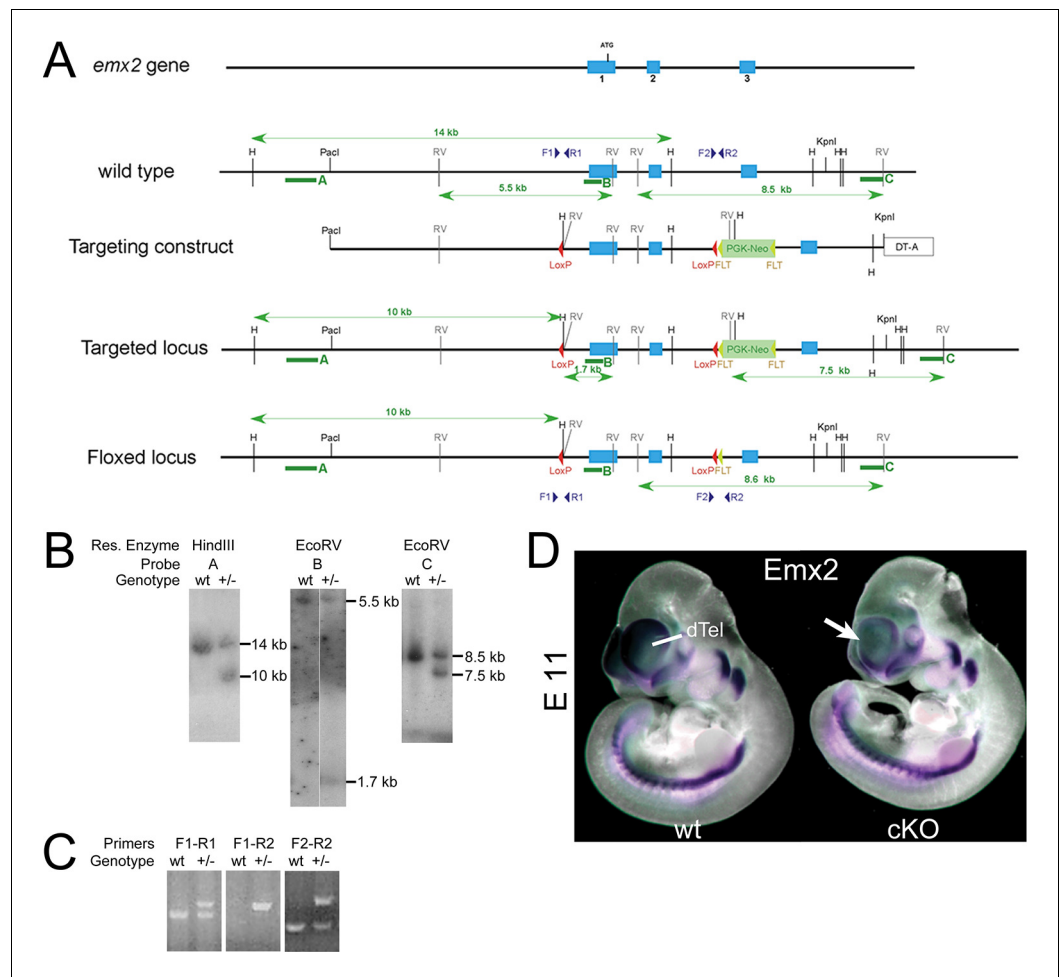 A
emx2 gene
ATG
1 2 3
14 kb
wild type
H PacI RV F1 R1 RV RV H F2 R2 H KpnI HH RV
A B C
5.5 kb 8.5 kb
Targeting construct
PacI RV H RV RV RV H RV H KpnI
PGK-Neo DT-A
LoxP LoxP FLT FLT H
10 kb
Targeted locus
H PacI RV H RV RV RV H RV H H KpnI HH RV
PGK-Neo
A LoxP B LoxP FLT FLT C
1.7 kb 7.5 kb
10 kb
Floxed locus
H PacI RV H RV RV RV H H KpnI HH RV
A LoxP B LoxP FLT C
8.6 kb
F1 R1 F2 R2
B
Res. Enzyme HindIII EcoRV EcoRV
Probe A B C
Genotype wt +/- wt +/- wt +/-
5.5 kb
14 kb
10 kb
8.5 kb
7.5 kb
1.7 kb
C
Primers F1-R1 F1-R2 F2-R2
Genotype wt +/- wt +/- wt +/-
D
Emx2
dTel
E 11
wt cKO